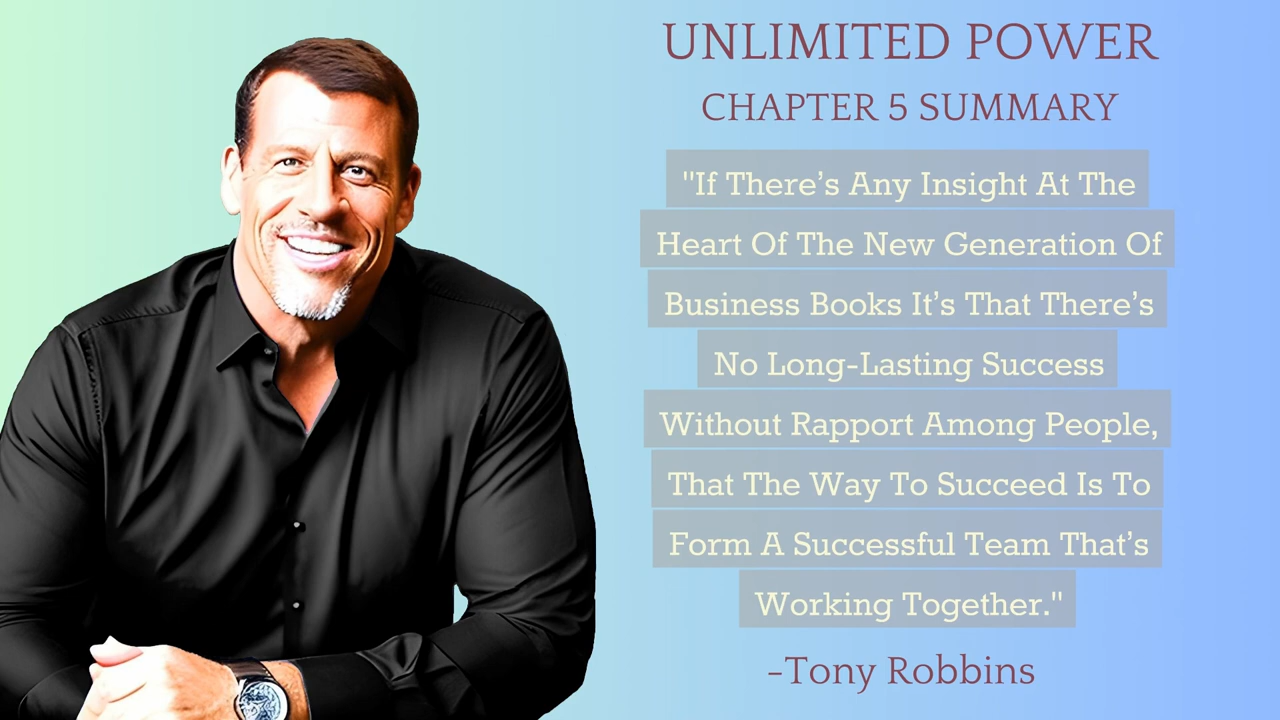 UNLIMITED POWER
CHAPTER 5 SUMMARY
"If There’s Any Insight At The
Heart Of The New Generation Of
Business Books It’s That There’s
No Long-Lasting Success
Without Rapport Among People,
That The Way To Succeed Is To
Form A Successful Team That’s
Working Together."
–Tony Robbins